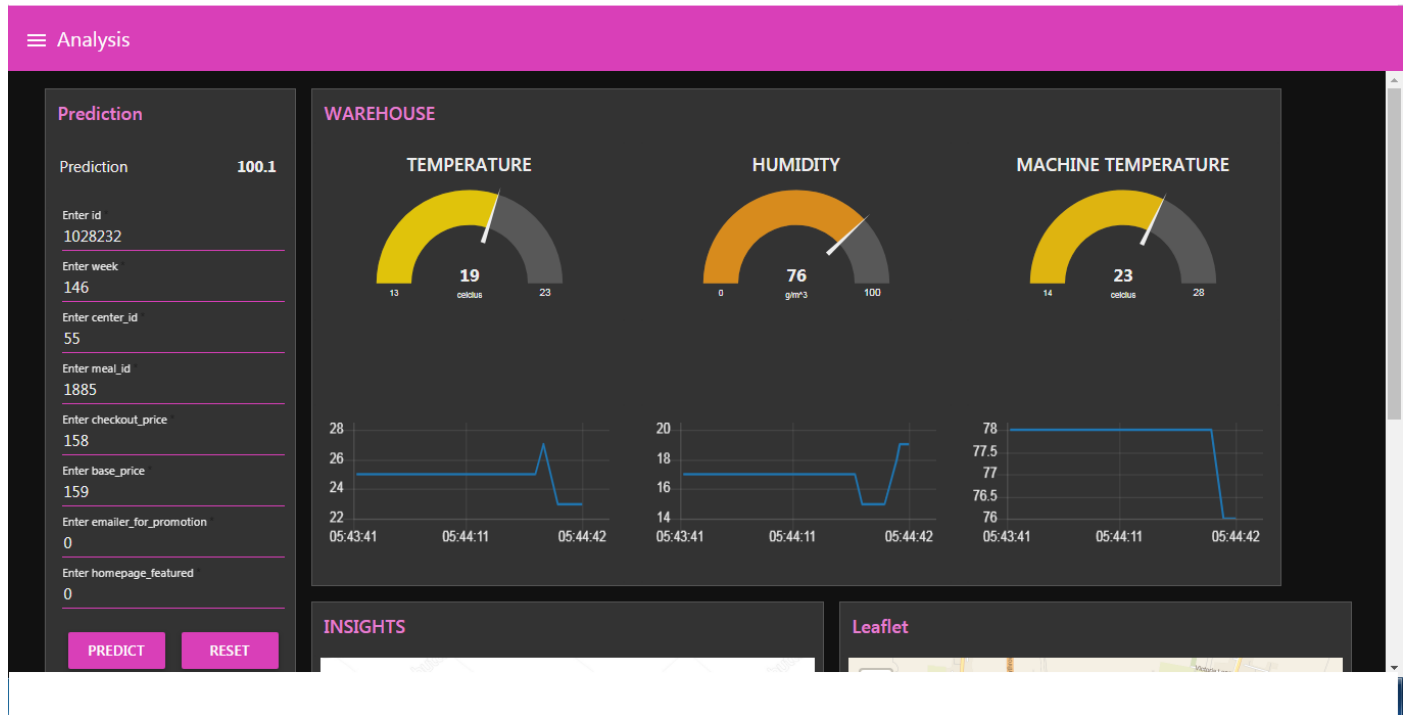 Analysis
Prediction
Prediction 100.1
Enter id *
1028232
Enter week *
146
Enter center_id *
55
Enter meal_id *
1885
Enter checkout_price *
158
Enter base_price *
159
Enter emailer_for_promotion *
0
Enter homepage_featured *
0
PREDICT RESET
WAREHOUSE
TEMPERATURE
19
13 celcius 23
HUMIDITY
76
0 g/m^3 100
MACHINE TEMPERATURE
23
14 celcius 28
28
26
24
22
05:43:41 05:44:11 05:44:42
20
18
16
14
05:43:41 05:44:11 05:44:42
78
77.5
77
76.5
76
05:43:41 05:44:11 05:44:42
INSIGHTS
Leaflet